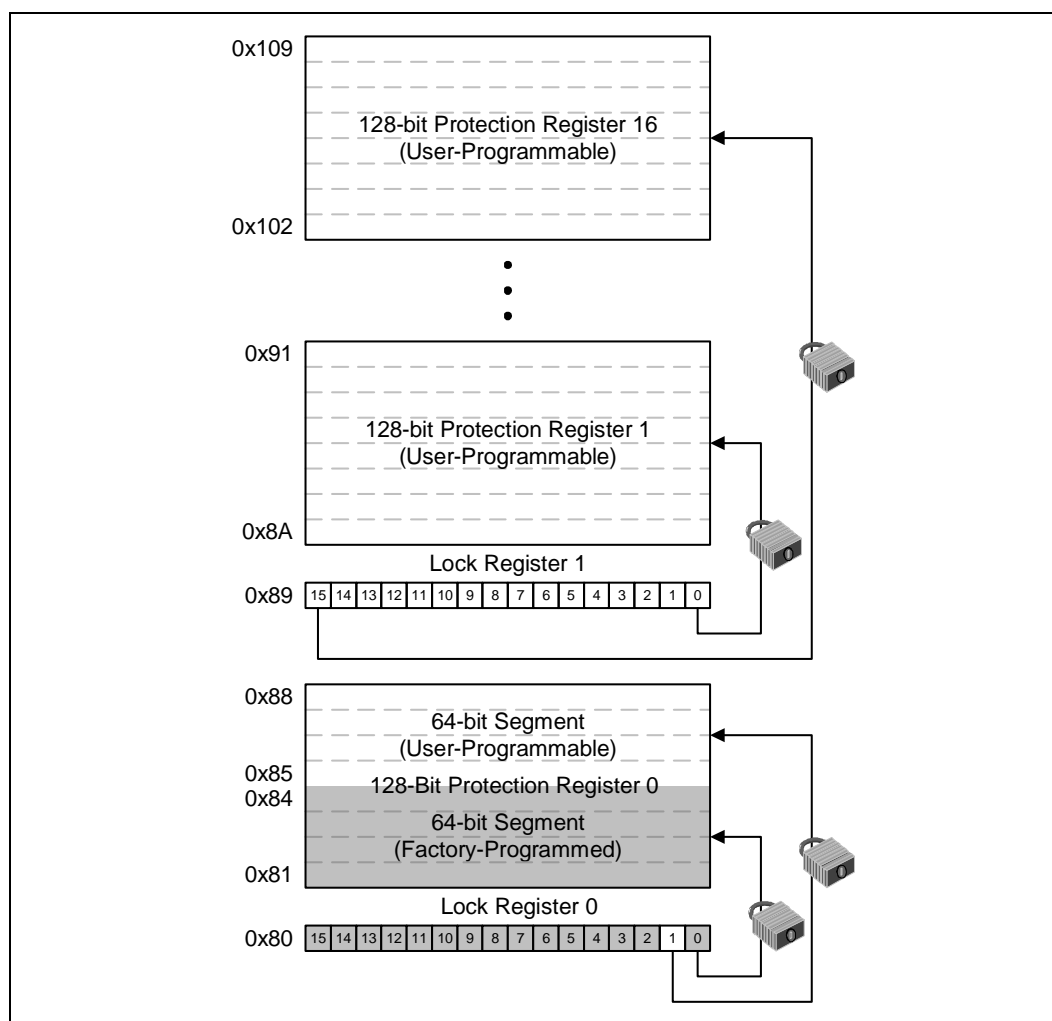 0x109
128-bit Protection Register 16
(User-Programmable)
0x102
0x91
128-bit Protection Register 1
(User-Programmable)
0x8A
Lock Register 1
0x89 15 14 13 12 11 10 9 8 7 6 5 4 3 2 1 0
0x88
64-bit Segment
(User-Programmable)
0x85
128-Bit Protection Register 0
0x84
64-bit Segment
(Factory-Programmed)
0x81
Lock Register 0
0x80 15 14 13 12 11 10 9 8 7 6 5 4 3 2 1 0